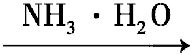 NH₃ · H₂O